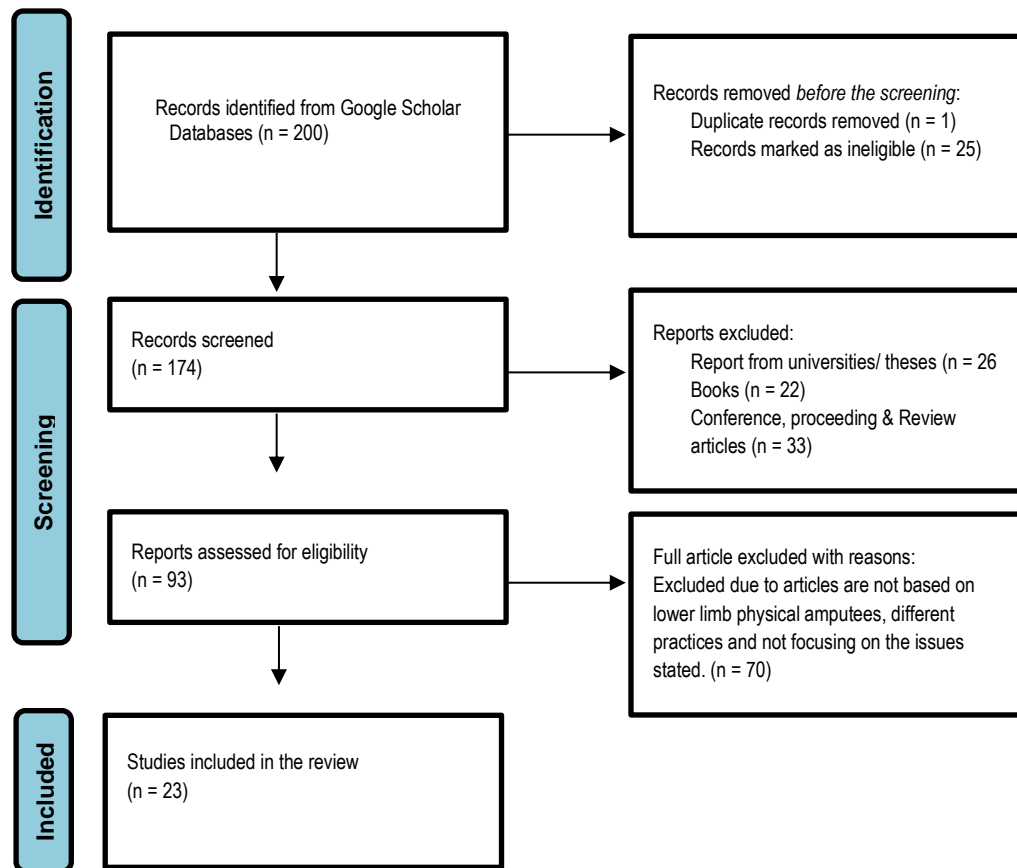 Identification
Records identified from Google Scholar
Databases (n = 200)
Records removed before the screening:
Duplicate records removed (n = 1)
Records marked as ineligible (n = 25)
Screening
Records screened
(n = 174)
Reports excluded:
Report from universities/ theses (n = 26
Books (n = 22)
Conference, proceeding & Review
articles (n = 33)
Reports assessed for eligibility
(n = 93)
Full article excluded with reasons:
Excluded due to articles are not based on
lower limb physical amputees, different
practices and not focusing on the issues
stated. (n = 70)
Included
Studies included in the review
(n = 23)